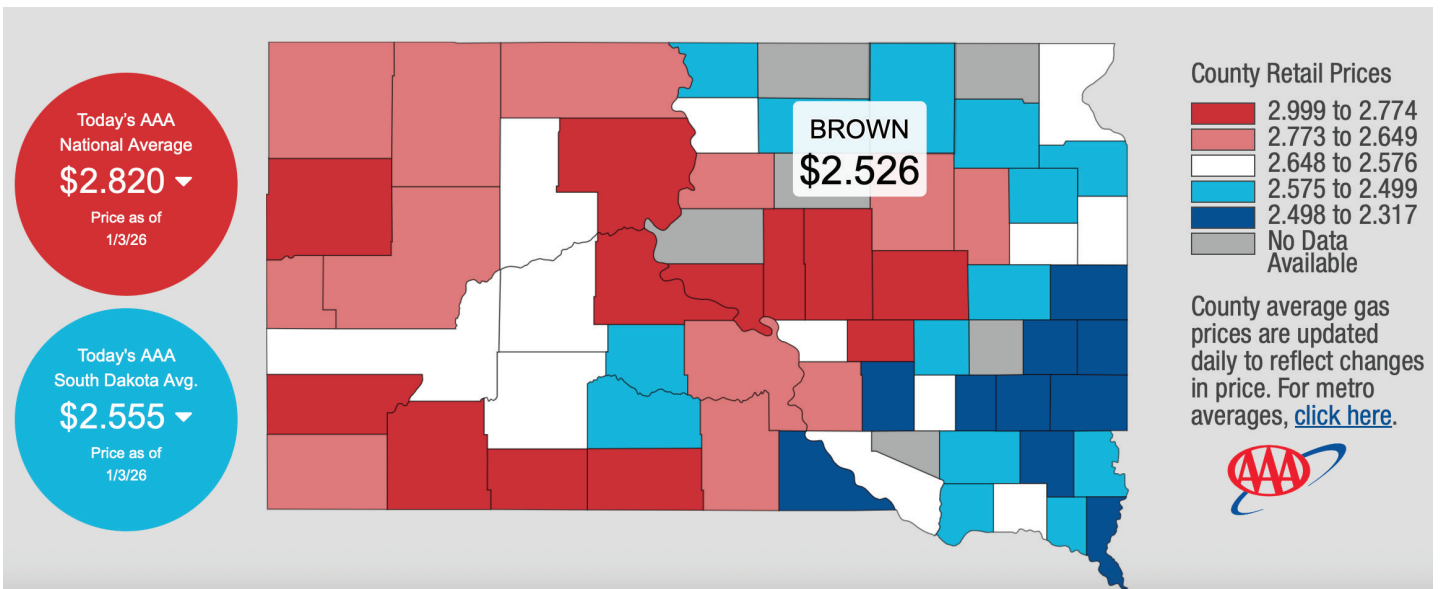 Today's AAA
National Average
$2.820
Price as of
1/3/26
Today's AAA
South Dakota Avg.
$2.555
Price as of
1/3/26
BROWN
$2.526
County Retail Prices
2.999 to 2.774
2.773 to 2.649
2.648 to 2.576
2.575 to 2.499
2.498 to 2.317
No Data
Available
County average gas
prices are updated
daily to reflect changes
in price. For metro
averages, click here.
AAA